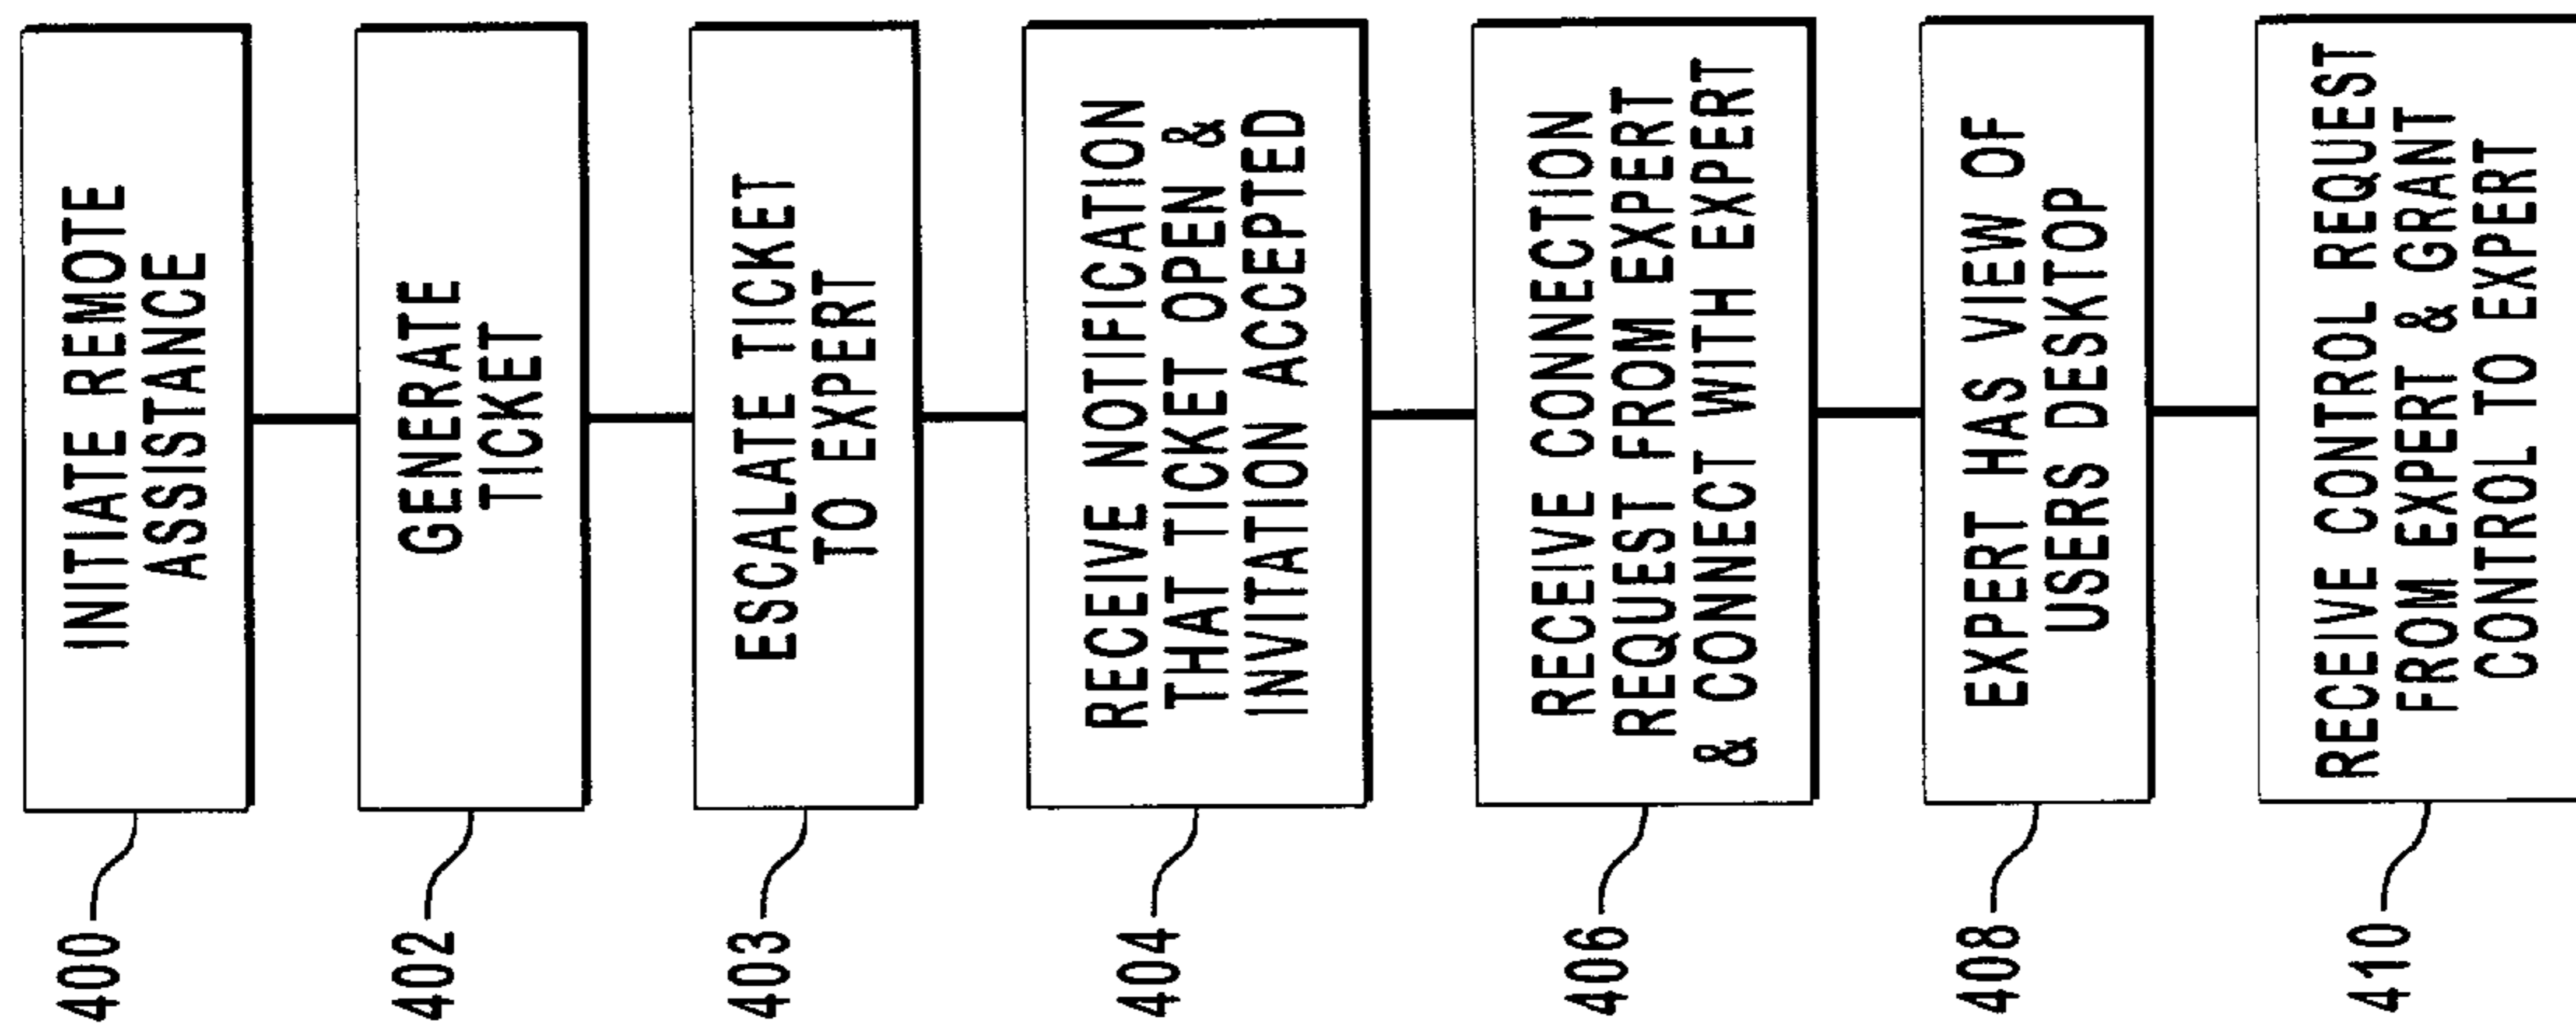 400
INITIATE REMOTE
ASSISTANCE
402
GENERATE
TICKET
403
ESCALATE TICKET
TO EXPERT
404
RECEIVE NOTIFICATION
THAT TICKET OPEN &
INVITATION ACCEPTED
406
RECEIVE CONNECTION
REQUEST FROM EXPERT
& CONNECT WITH EXPERT
408
EXPERT HAS VIEW OF
USERS DESKTOP
410
RECEIVE CONTROL REQUEST
FROM EXPERT & GRANT
CONTROL TO EXPERT